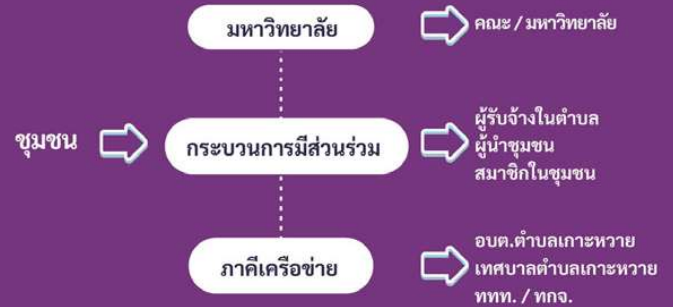 มหาวิทยาลัย
คณะ / มหาวิทยาลัย
ชุมชน
กระบวนการมีส่วนร่วม
ผู้รับจ้างในตำบล
ผู้นำชุมชน
สมาชิกในชุมชน
ภาคีเครือข่าย
อบต.ตำบลเกาะหวาย
เทศบาลตำบลเกาะหวาย
ททท. / ทกจ.